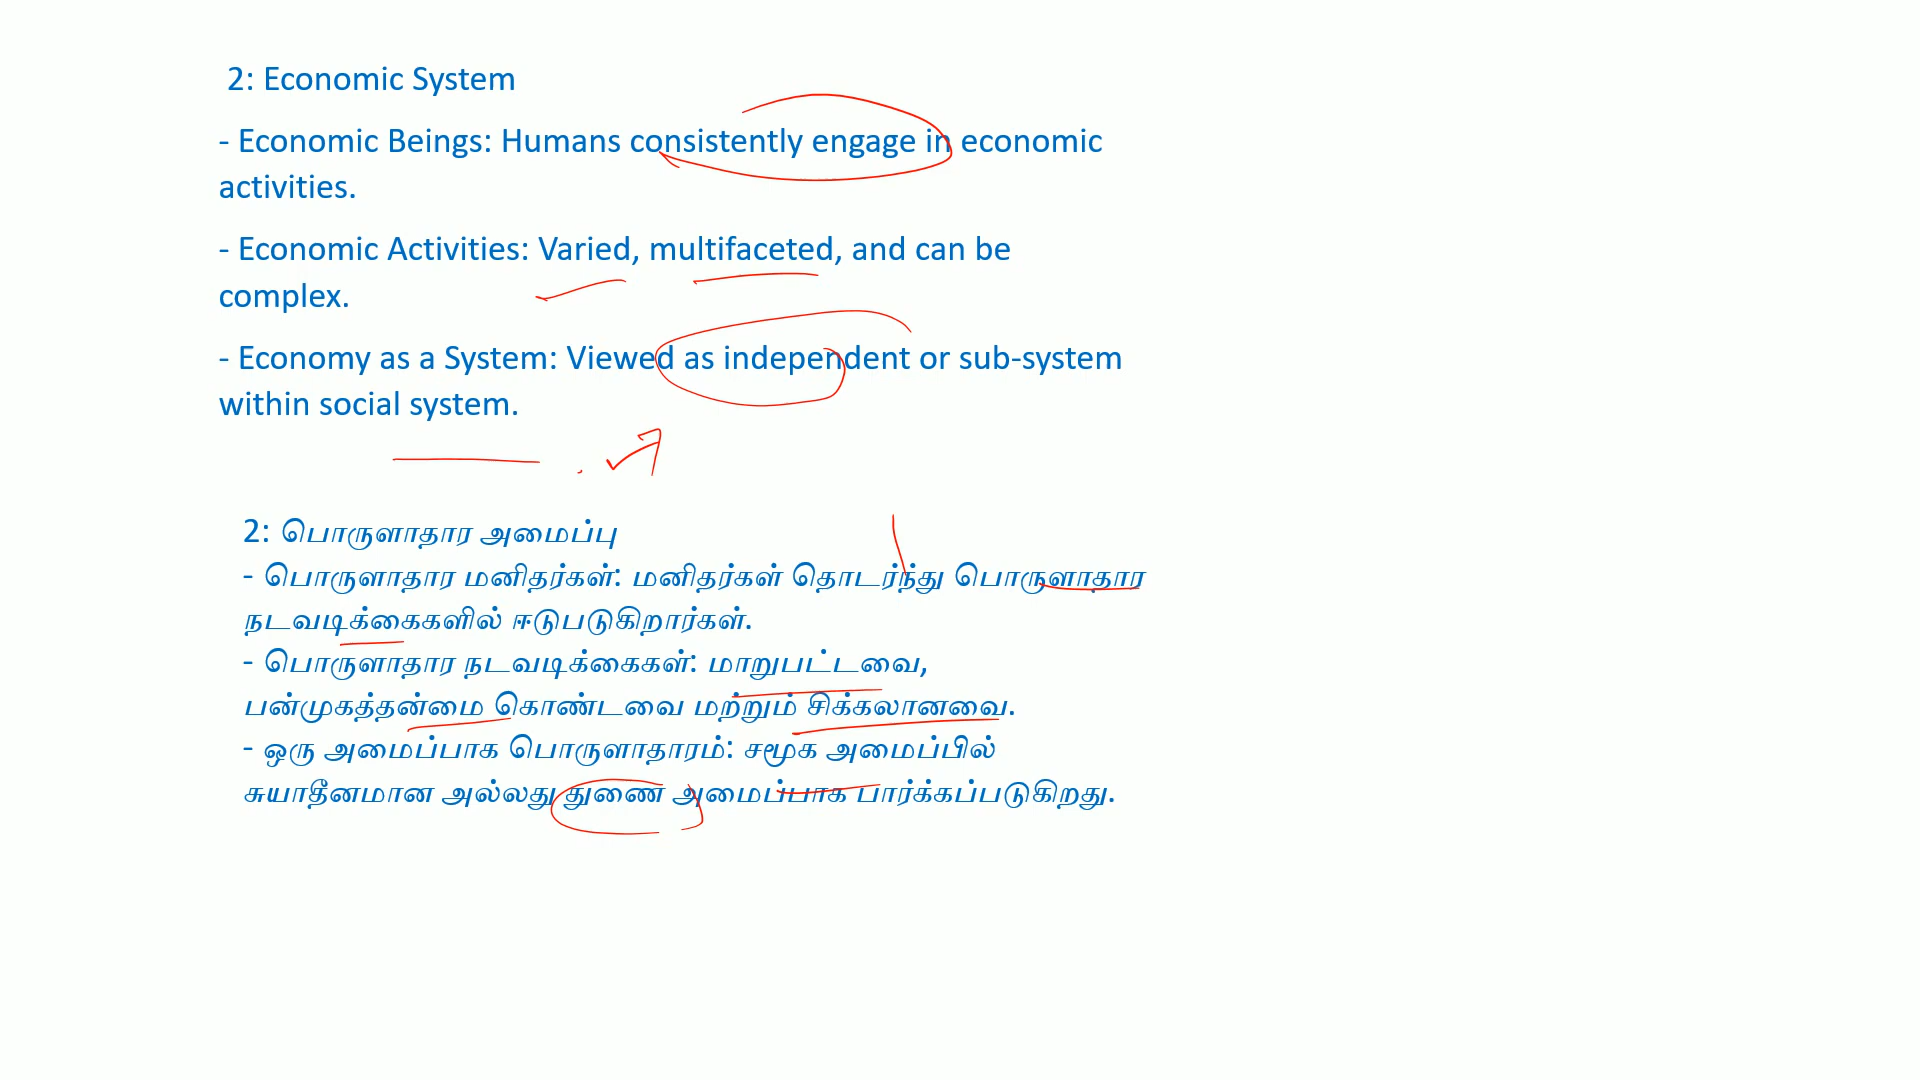 2: Economic System
- Economic Beings: Humans consistently engage in economic
activities.
- Economic Activities: Varied, multifaceted, and can be
complex.
- Economy as a System: Viewed as independent or sub-system
within social system.
2: பொருளாதார அமைப்பு
- பொருளாதார மனிதர்கள்: மனிதர்கள் தொடர்ந்து பொருளாதார
நடவடிக்கைகளில் ஈடுபடுகிறார்கள்.
- பொருளாதார நடவடிக்கைகள்: மாறுபட்டவை,
பன்முகத்தன்மை கொண்டவை மற்றும் சிக்கலானவை.
- ஒரு அமைப்பாக பொருளாதாரம்: சமூக அமைப்பில்
சுயாதீனமான அல்லது துணை அமைப்பாக பார்க்கப்படுகிறது.